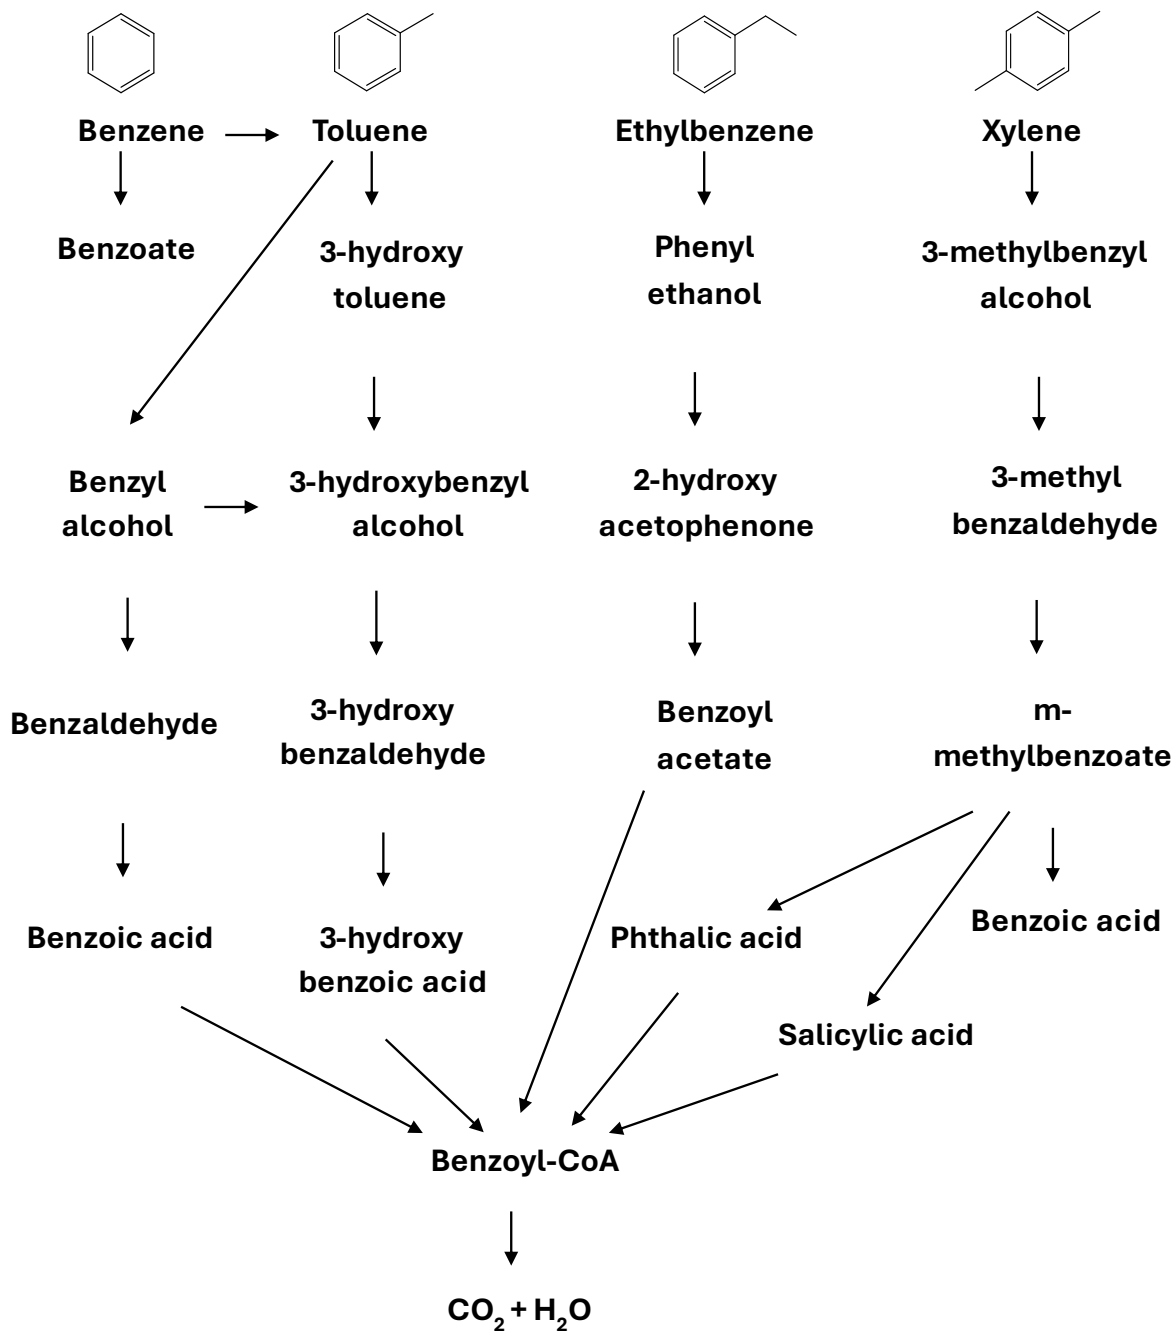 Benzene
Toluene
Ethylbenzene
Xylene
Benzoate
3-hydroxy
toluene
Phenyl
ethanol
3-methylbenzyl
alcohol
Benzyl
alcohol
3-hydroxybenzyl
alcohol
2-hydroxy
acetophenone
3-methyl
benzaldehyde
Benzaldehyde
3-hydroxy
benzaldehyde
Benzoyl
acetate
m-
methylbenzoate
Benzoic acid
3-hydroxy
benzoic acid
Phthalic acid
Benzoic acid
Salicylic acid
Benzoyl-CoA
CO₂ + H₂O